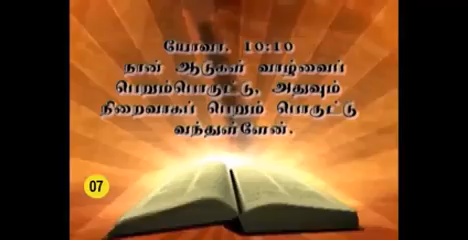 யோவா. 10:10
நான் ஆடுகள் வாழ்வைப்
பெறும்பொருட்டு, அதுவும்
நிறைவாகப் பெறும் பொருட்டு
வந்துள்ளேன்.
07